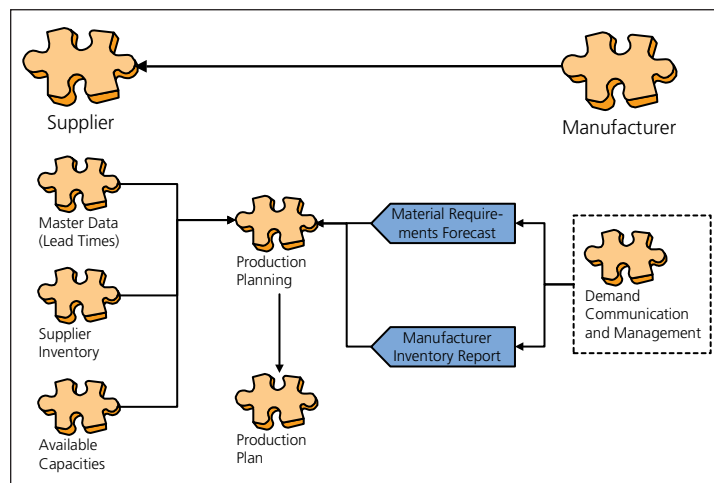 Supplier
Manufacturer
Master Data
(Lead Times)
Production
Planning
Material Require-
ments Forecast
Supplier
Inventory
Demand
Communication
and Management
Manufacturer
Inventory Report
Available
Capacities
Production
Plan